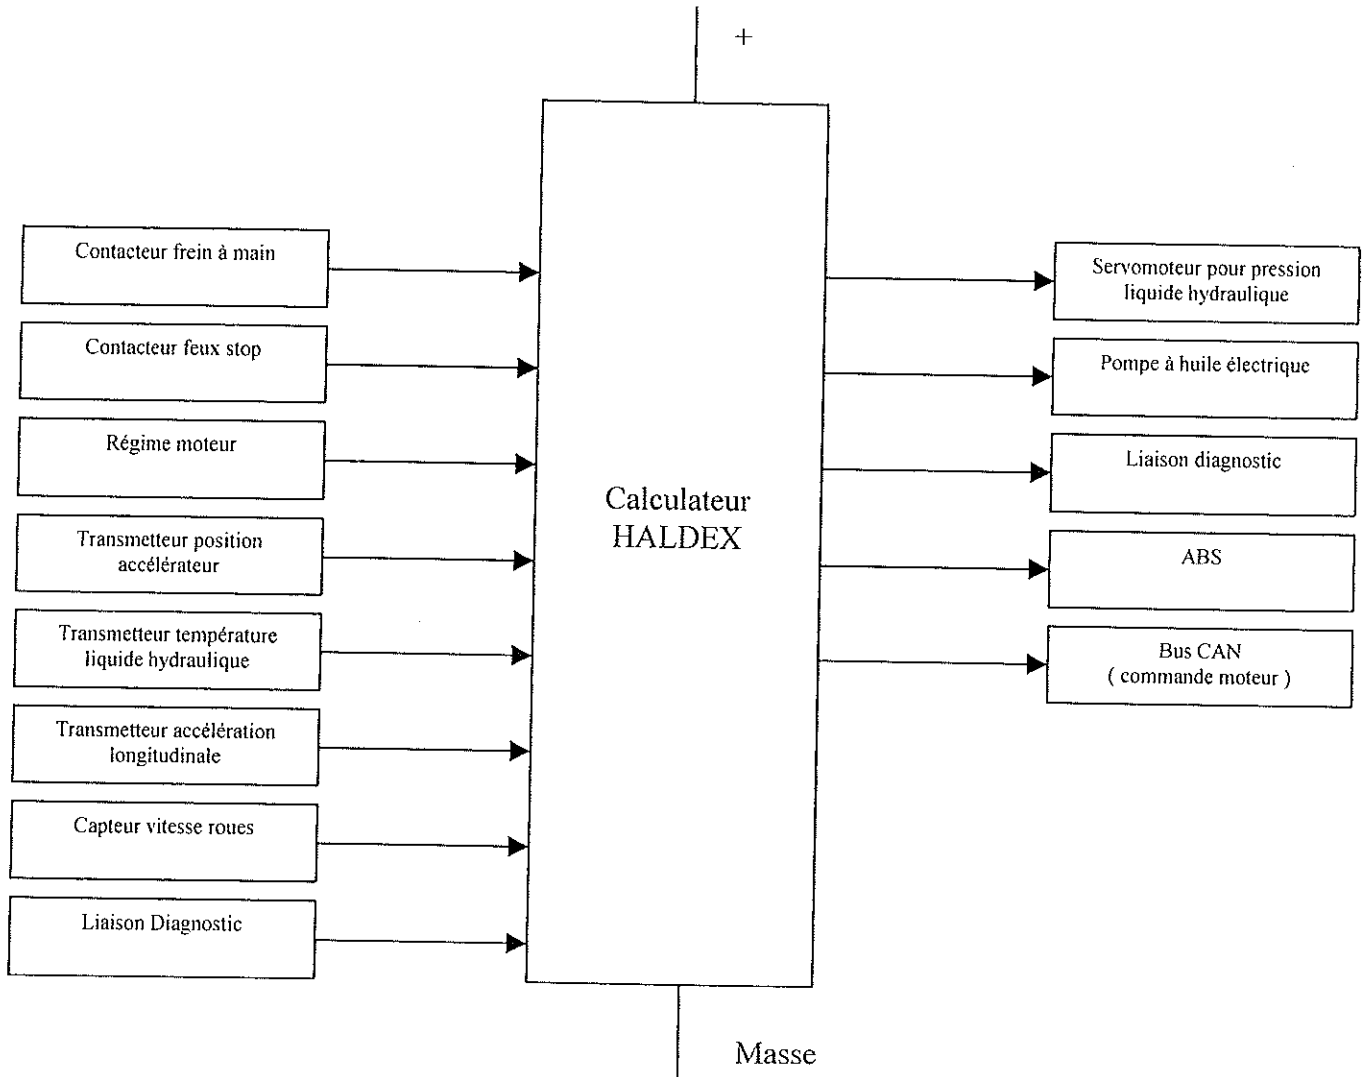 +
Contacteur frein à main
Contacteur feux stop
Régime moteur
Transmetteur position
accélérateur
Transmetteur température
liquide hydraulique
Transmetteur accélération
longitudinale
Capteur vitesse roues
Liaison Diagnostic
Calculateur
HALDEX
Servomoteur pour pression
liquide hydraulique
Pompe à huile électrique
Liaison diagnostic
ABS
Bus CAN
( commande moteur )
Masse